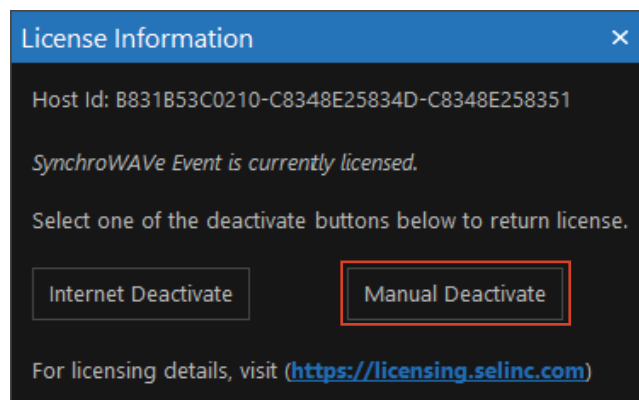 License Information
Host Id: B831B53C0210-C8348E25834D-C8348E258351
SynchroWAVe Event is currently licensed.
Select one of the deactivate buttons below to return license.
Internet Deactivate Manual Deactivate
For licensing details, visit (https://licensing.selinc.com)